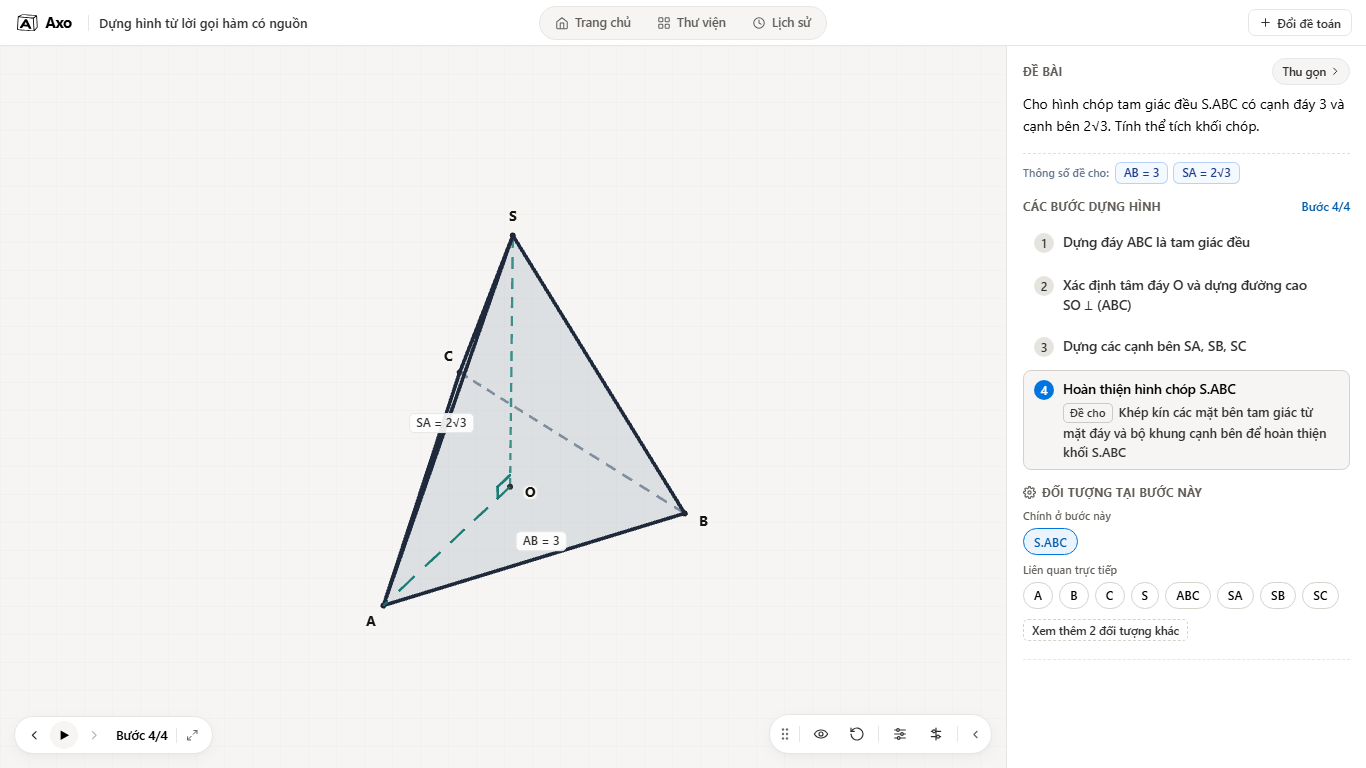 Axo
Dựng hình từ lời gọi hàm có nguồn
Trang chủ
Thư viện
Lịch sử
Đổi đề toán
ĐỀ BÀI
Thu gọn
Cho hình chóp tam giác đều S.ABC có cạnh đáy 3 và
cạnh bên 2√3. Tính thể tích khối chóp.
Thông số đề cho: AB = 3 SA = 2√3
CÁC BƯỚC DỰNG HÌNH
Bước 4/4
1 Dựng đáy ABC là tam giác đều
2 Xác định tâm đáy O và dựng đường cao
SO ⊥ (ABC)
3 Dựng các cạnh bên SA, SB, SC
4 Hoàn thiện hình chóp S.ABC
Đề cho Khép kín các mặt bên tam giác từ
mặt đáy và bộ khung cạnh bên để hoàn thiện
khối S.ABC
ĐỐI TƯỢNG TẠI BƯỚC NÀY
Chính ở bước này
S.ABC
Liên quan trực tiếp
A B C S ABC SA SB SC
Xem thêm 2 đối tượng khác
S
C
SA = 2√3
O
B
AB = 3
A
Bước 4/4